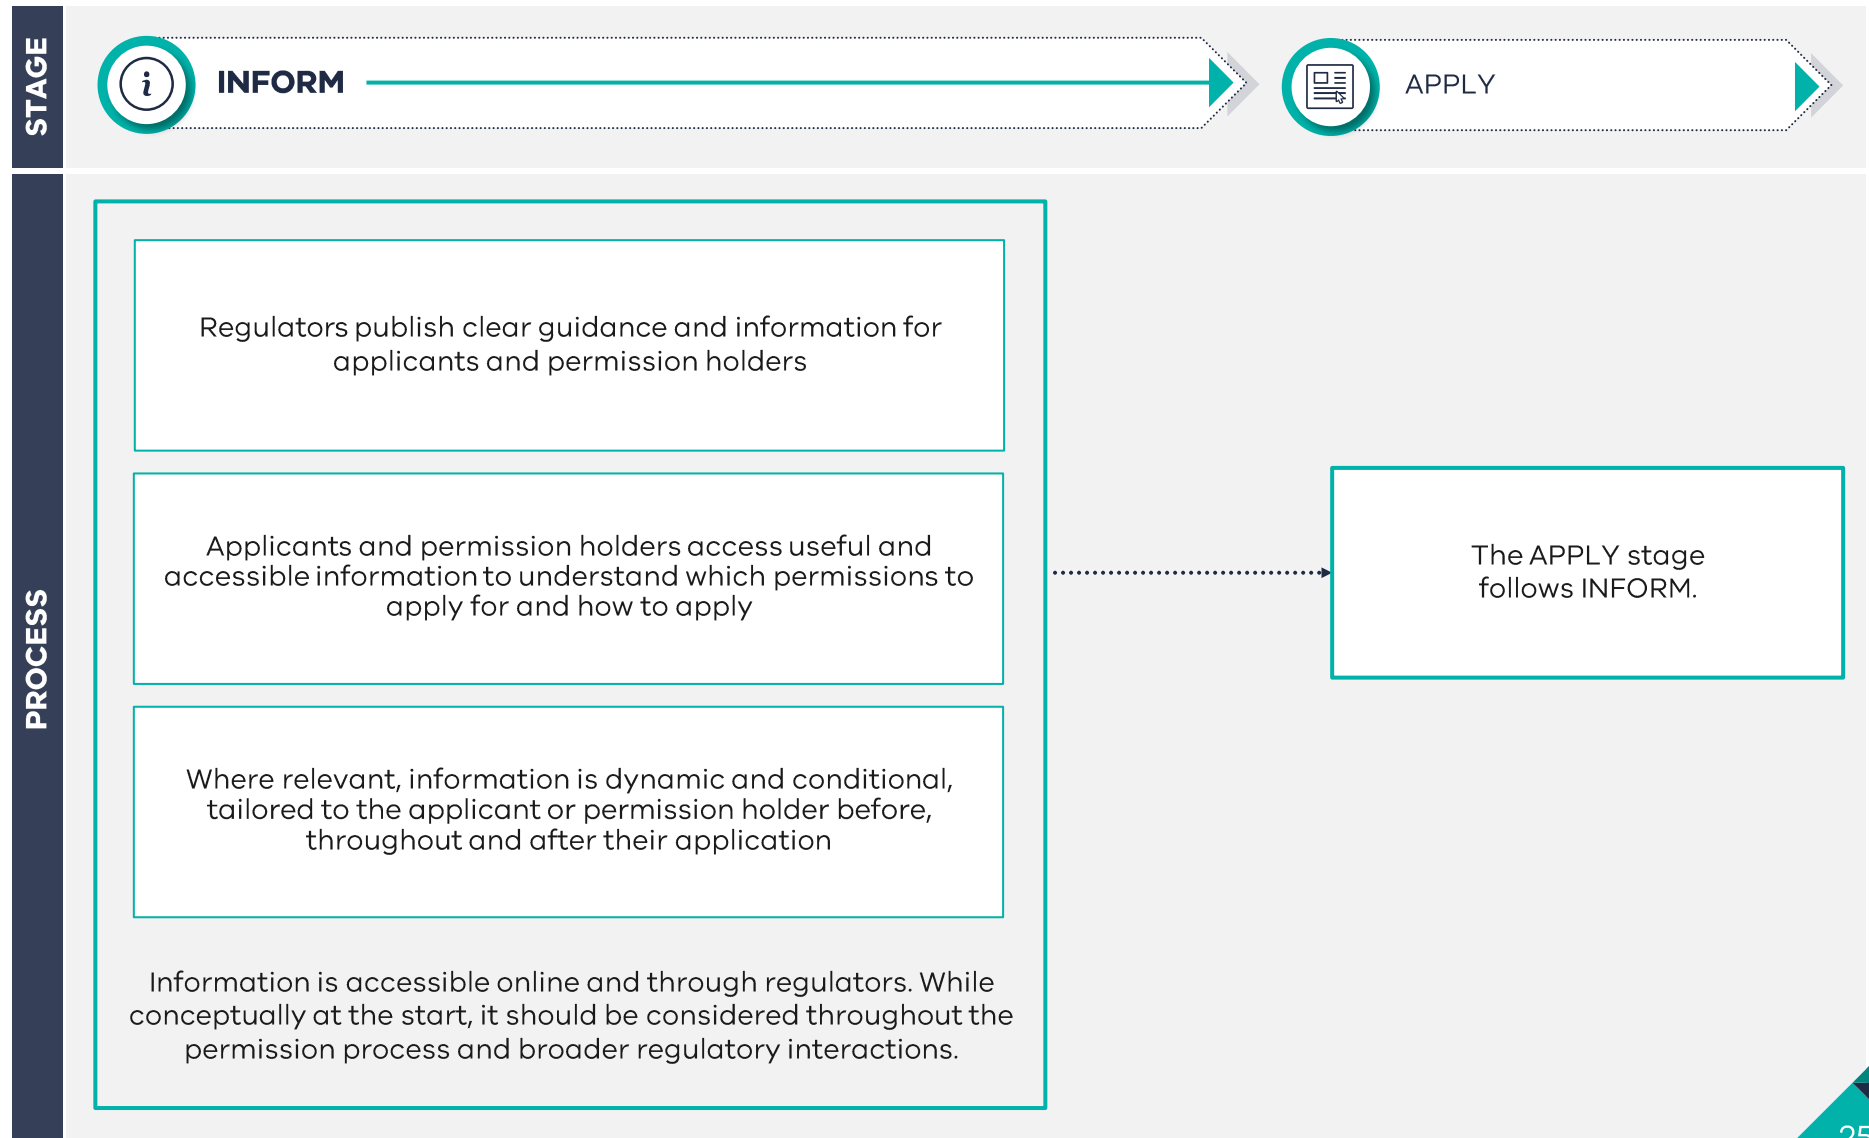 STAGE
INFORM
APPLY
PROCESS
Regulators publish clear guidance and information for
applicants and permission holders
Applicants and permission holders access useful and
accessible information to understand which permissions to
apply for and how to apply
Where relevant, information is dynamic and conditional,
tailored to the applicant or permission holder before,
throughout and after their application
Information is accessible online and through regulators. While
conceptually at the start, it should be considered throughout the
permission process and broader regulatory interactions.
The APPLY stage
follows INFORM.
25